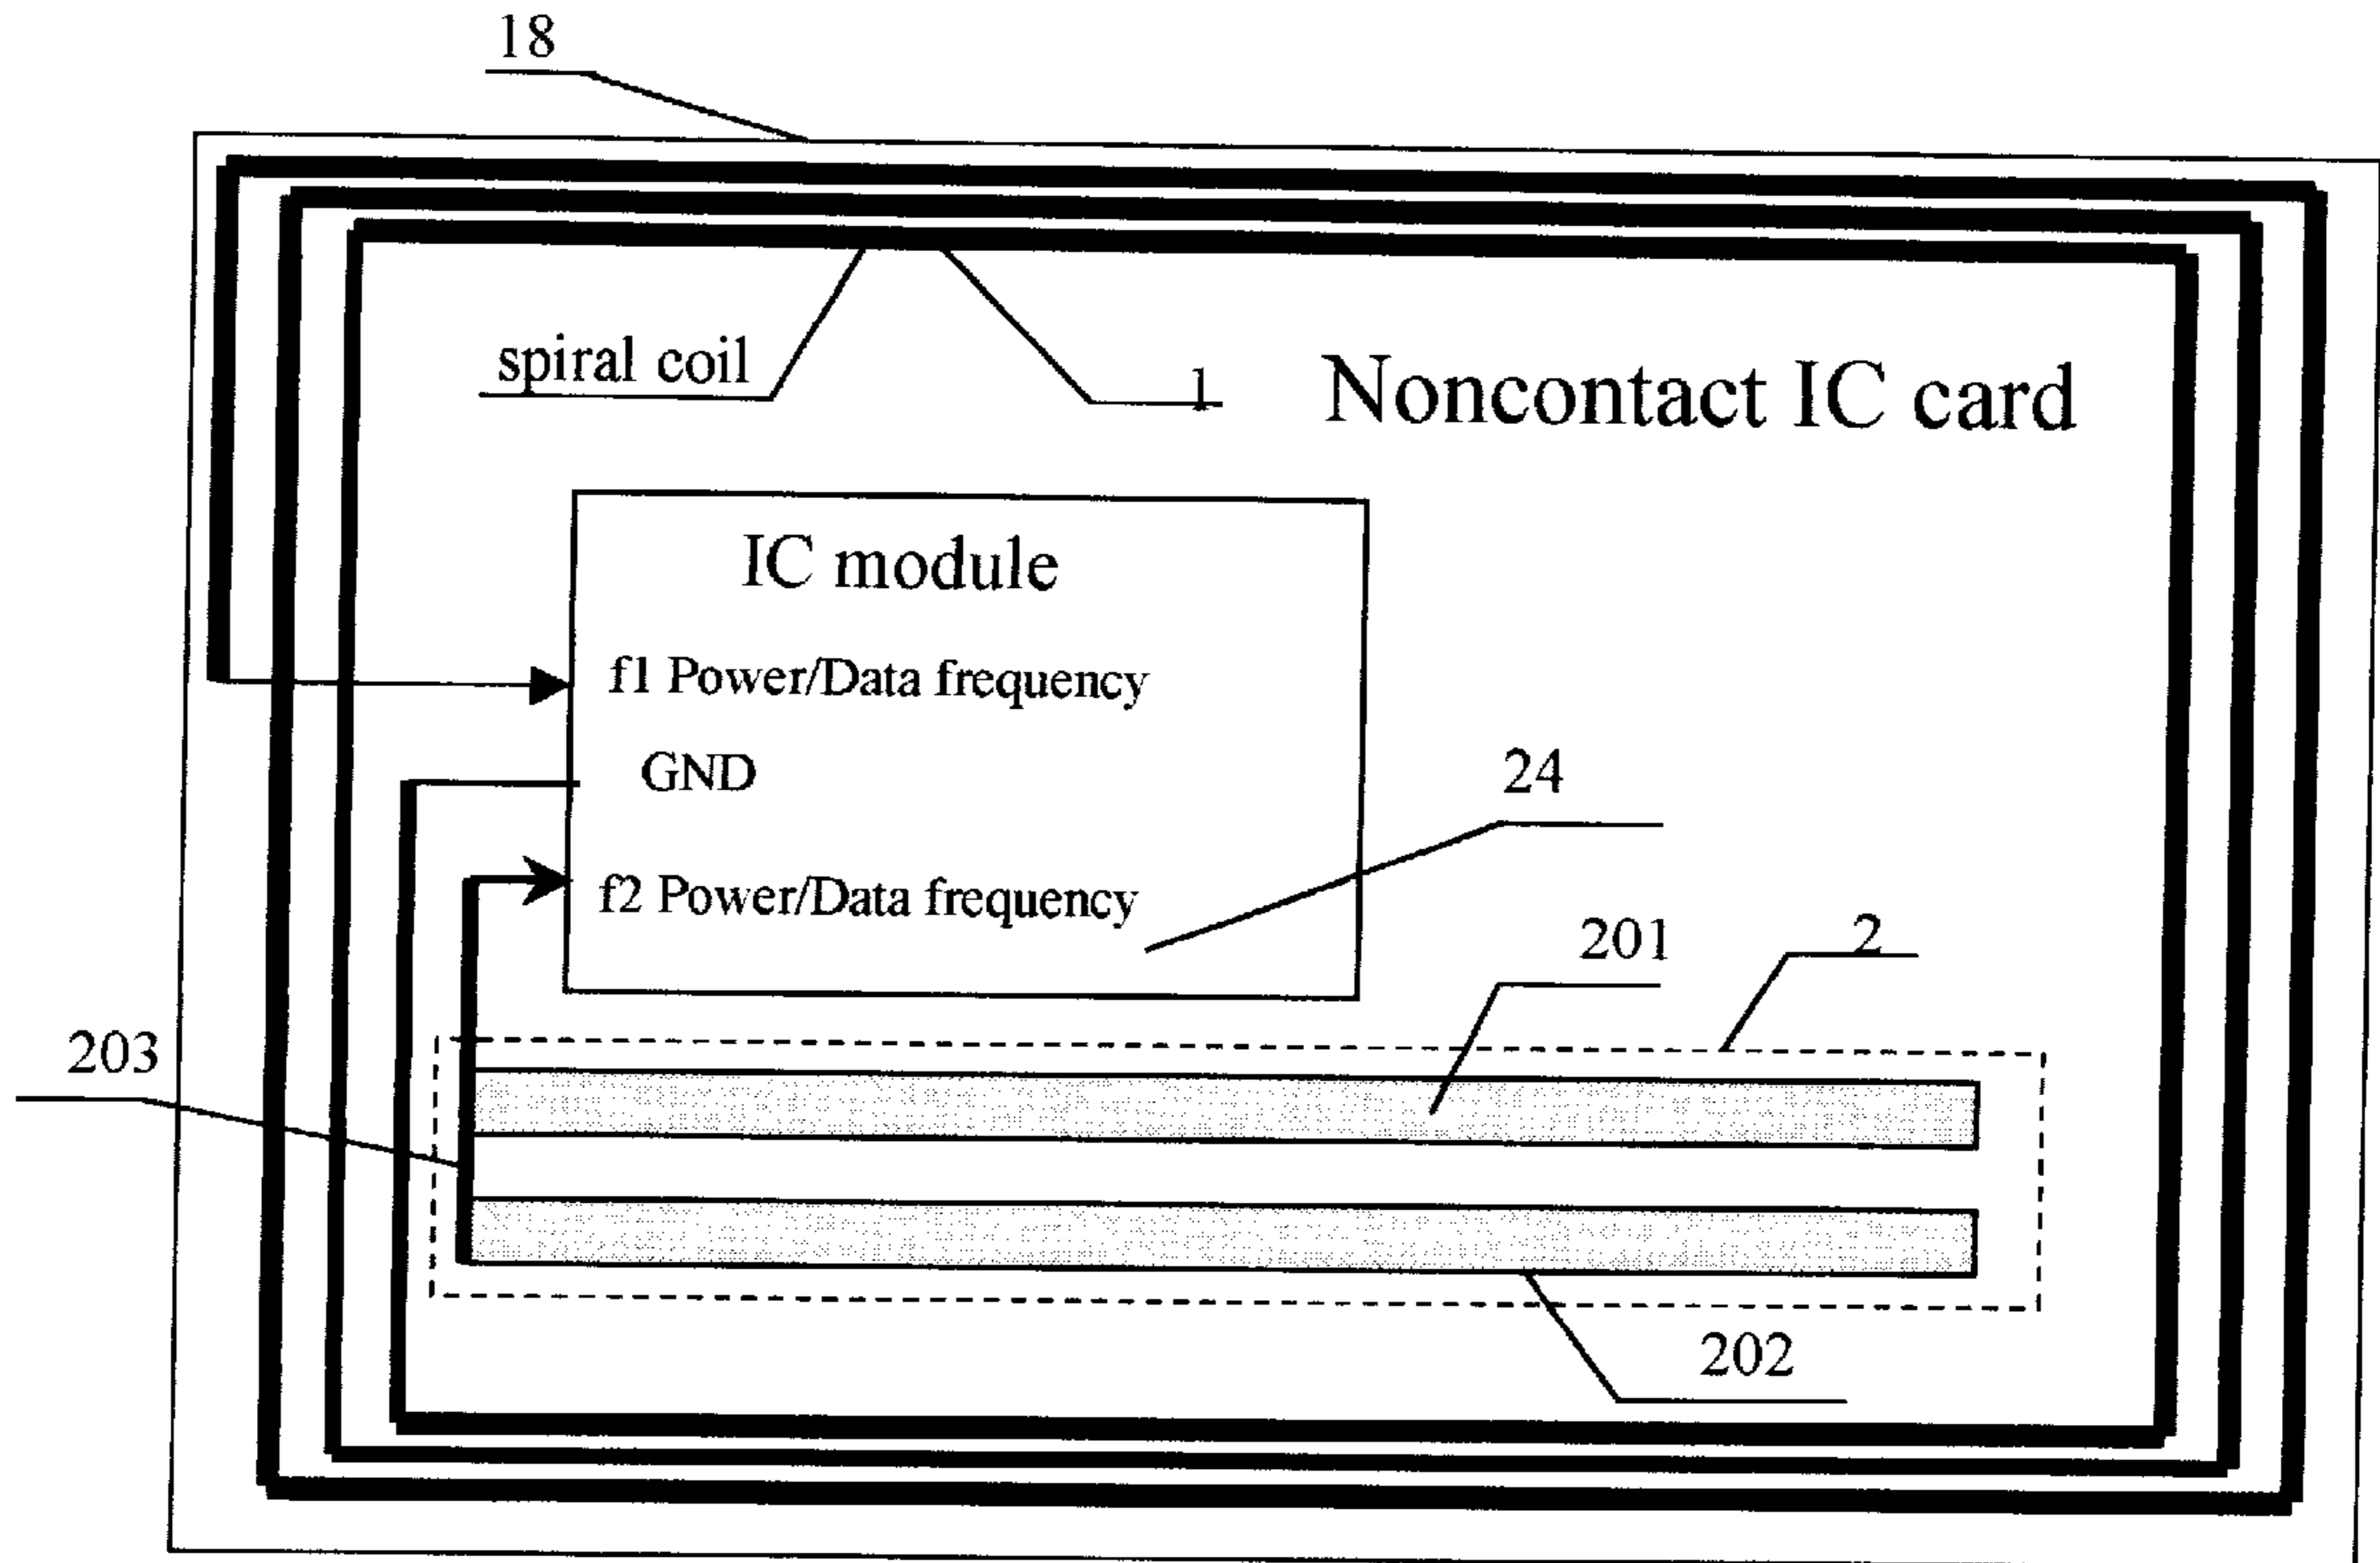 18
spiral coil
1
Noncontact IC card
IC module
f1 Power/Data frequency
GND
24
f2 Power/Data frequency
201
2
203
202